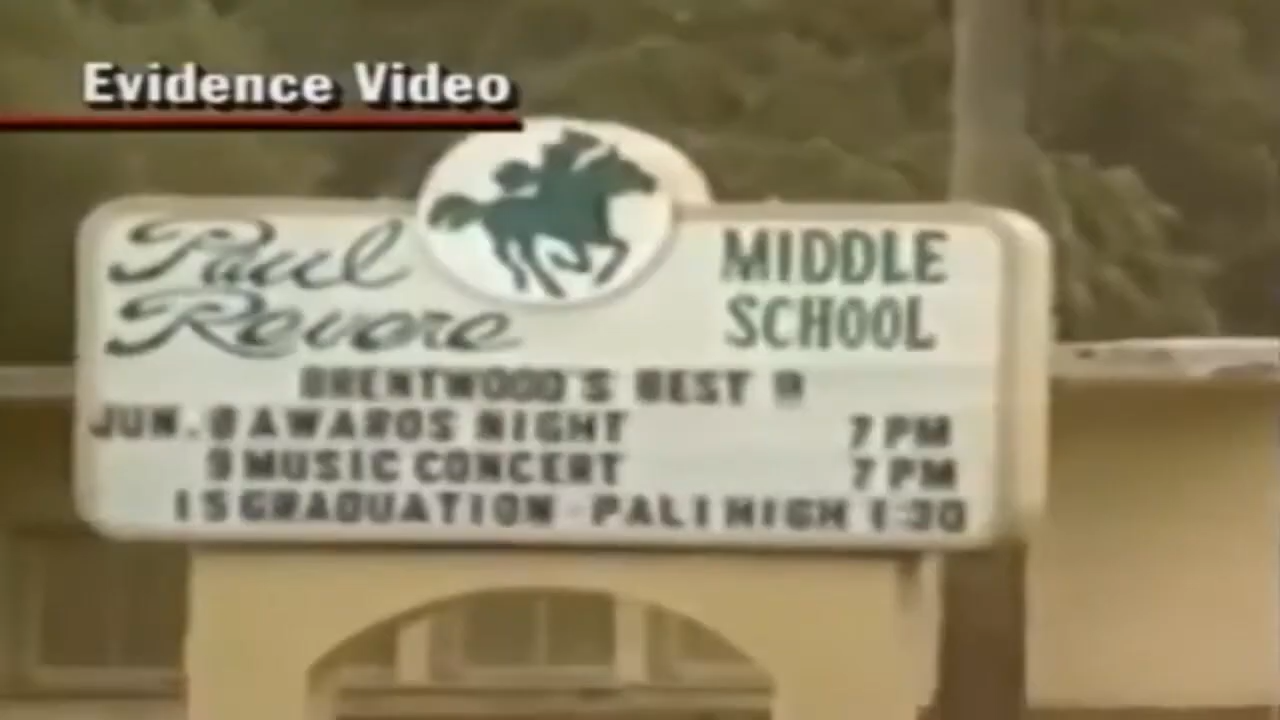 Evidence Video
Paul MIDDLE
Revere SCHOOL
BRENTWOOD'S BEST !!
JUN. 8 AWARDS NIGHT 7 PM
9 MUSIC CONCERT 7 PM
15 GRADUATION - PALI HIGH 1:30